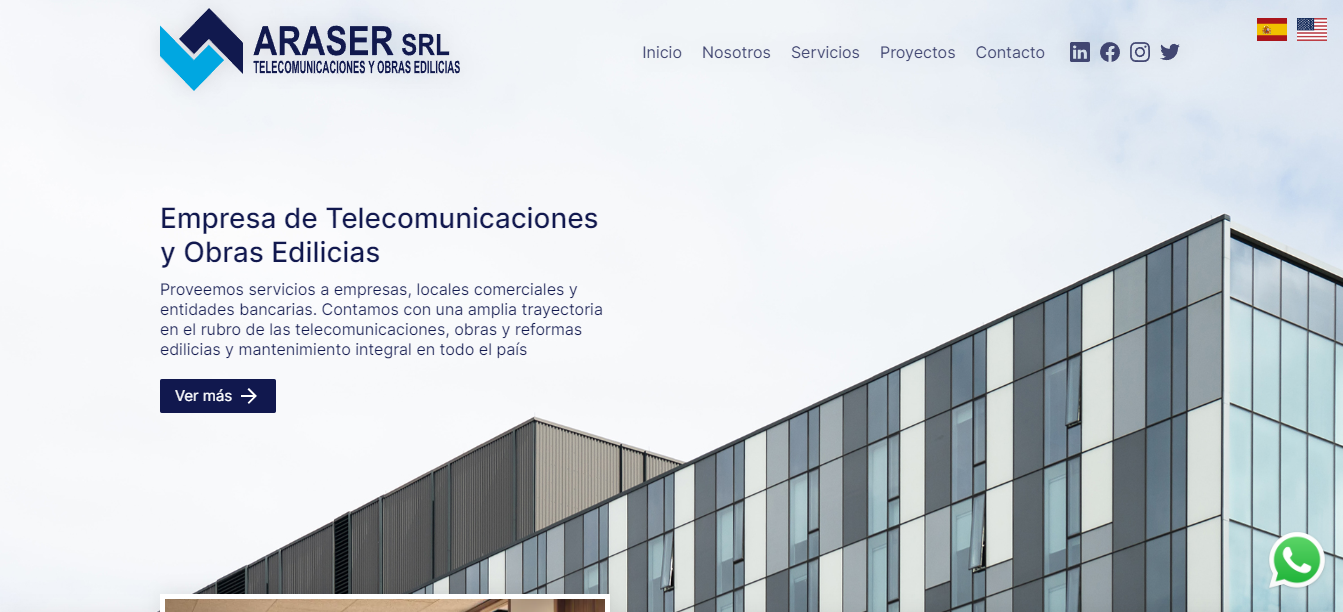 ARASER SRL
TELECOMUNICACIONES Y OBRAS EDILICIAS
Inicio Nosotros Servicios Proyectos Contacto
Empresa de Telecomunicaciones
y Obras Edilicias
Proveemos servicios a empresas, locales comerciales y
entidades bancarias. Contamos con una amplia trayectoria
en el rubro de las telecomunicaciones, obras y reformas
edilicias y mantenimiento integral en todo el país
Ver más